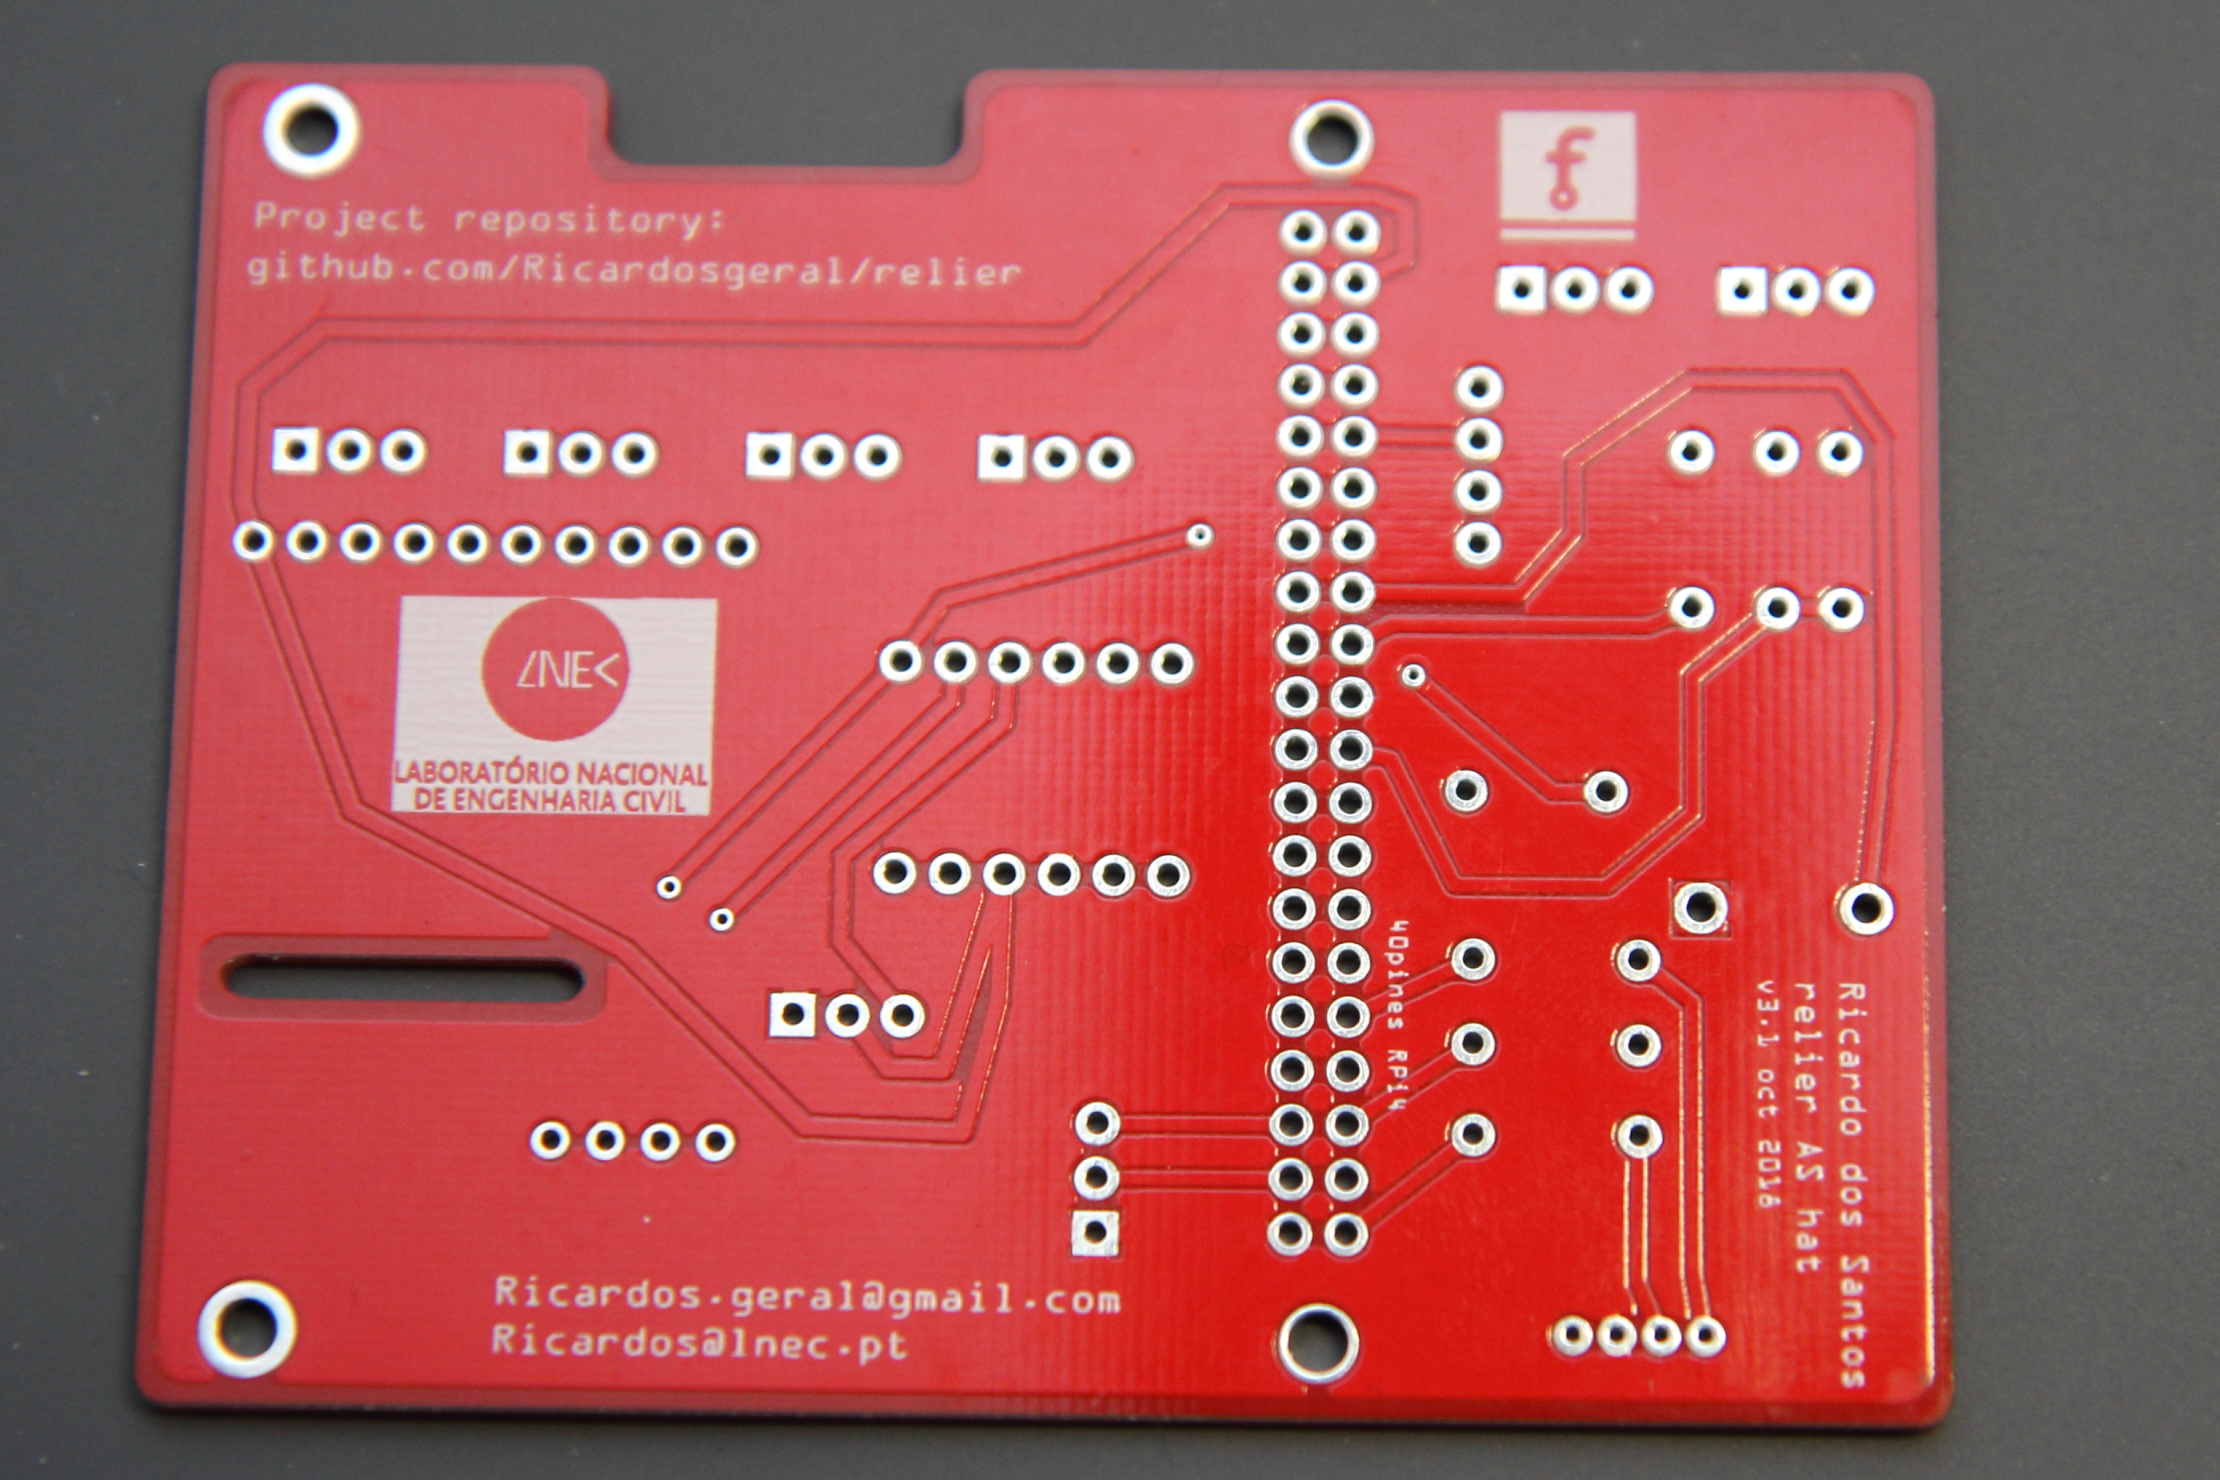 Project repository:
github.com/Ricardosgeral/relier
f
LNEC
LABORATÓRIO NACIONAL
DE ENGENHARIA CIVIL
40pines RPi4
Ricardo dos Santos
relier AS hat
v3.1 oct 2018
Ricardos.geral@gmail.com
Ricardos@lnec.pt